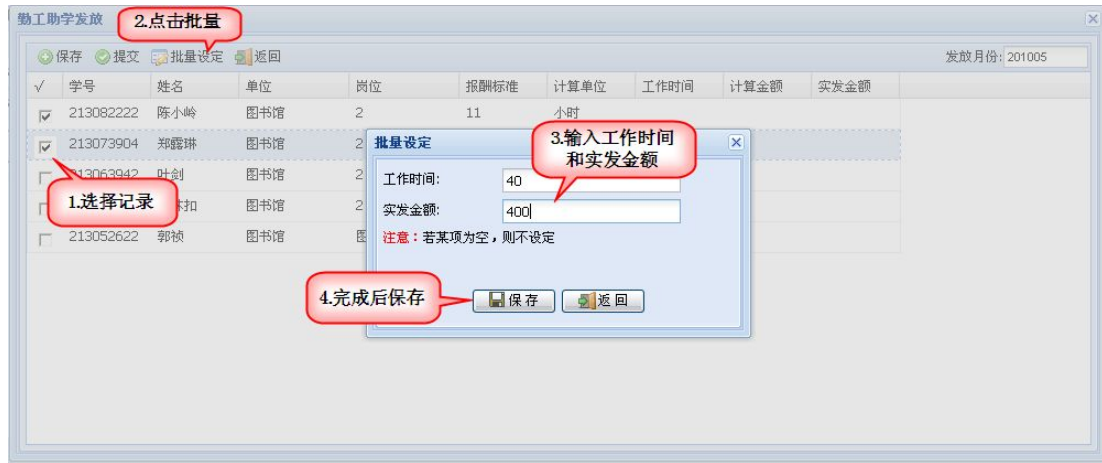 勤工助学发放
2.点击批量
保存 提交 批量设定 返回
发放月份: 201005
√ 学号 姓名 单位 岗位 报酬标准 计算单位 工作时间 计算金额 实发金额
213082222 陈小岭 图书馆 2 11 小时
213073904 郑霞琳 图书馆 2
213063942 叶剑 图书馆 2
图书馆 2
213052622 郭祯 图书馆
1.选择记录
批量设定
3.输入工作时间
和实发金额
工作时间: 40
实发金额: 400
注意：若某项为空，则不设定
4.完成后保存
保存 返回